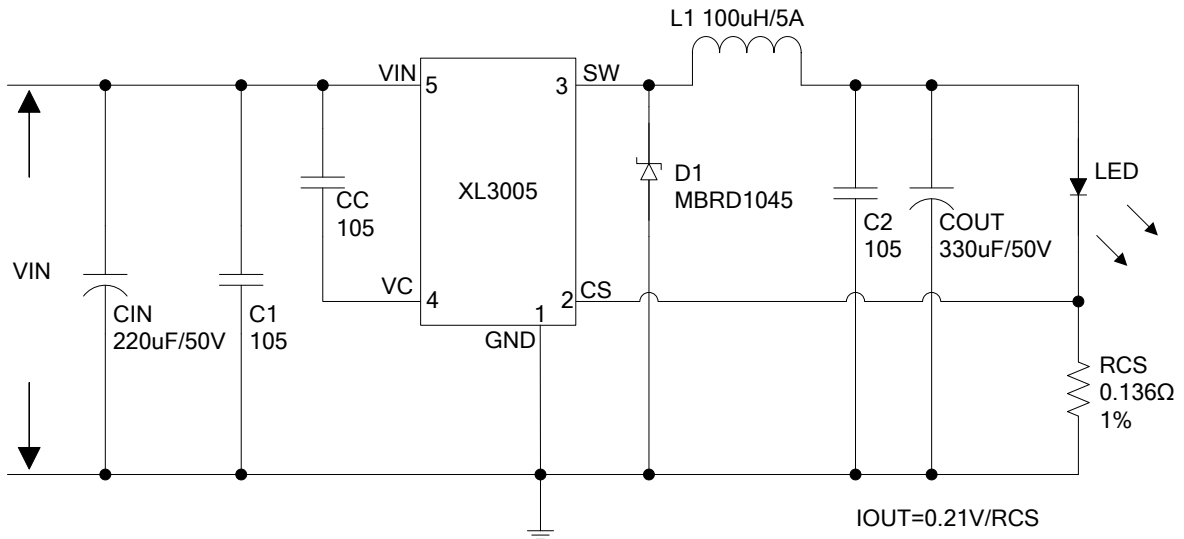 L1 100uH/5A
VIN
5
3
SW
XL3005
CC
105
D1
MBRD1045
LED
C2
105
COUT
330uF/50V
VIN
VC
4
2
CS
CIN
220uF/50V
C1
105
1
GND
RCS
0.136Ω
1%
IOUT=0.21V/RCS